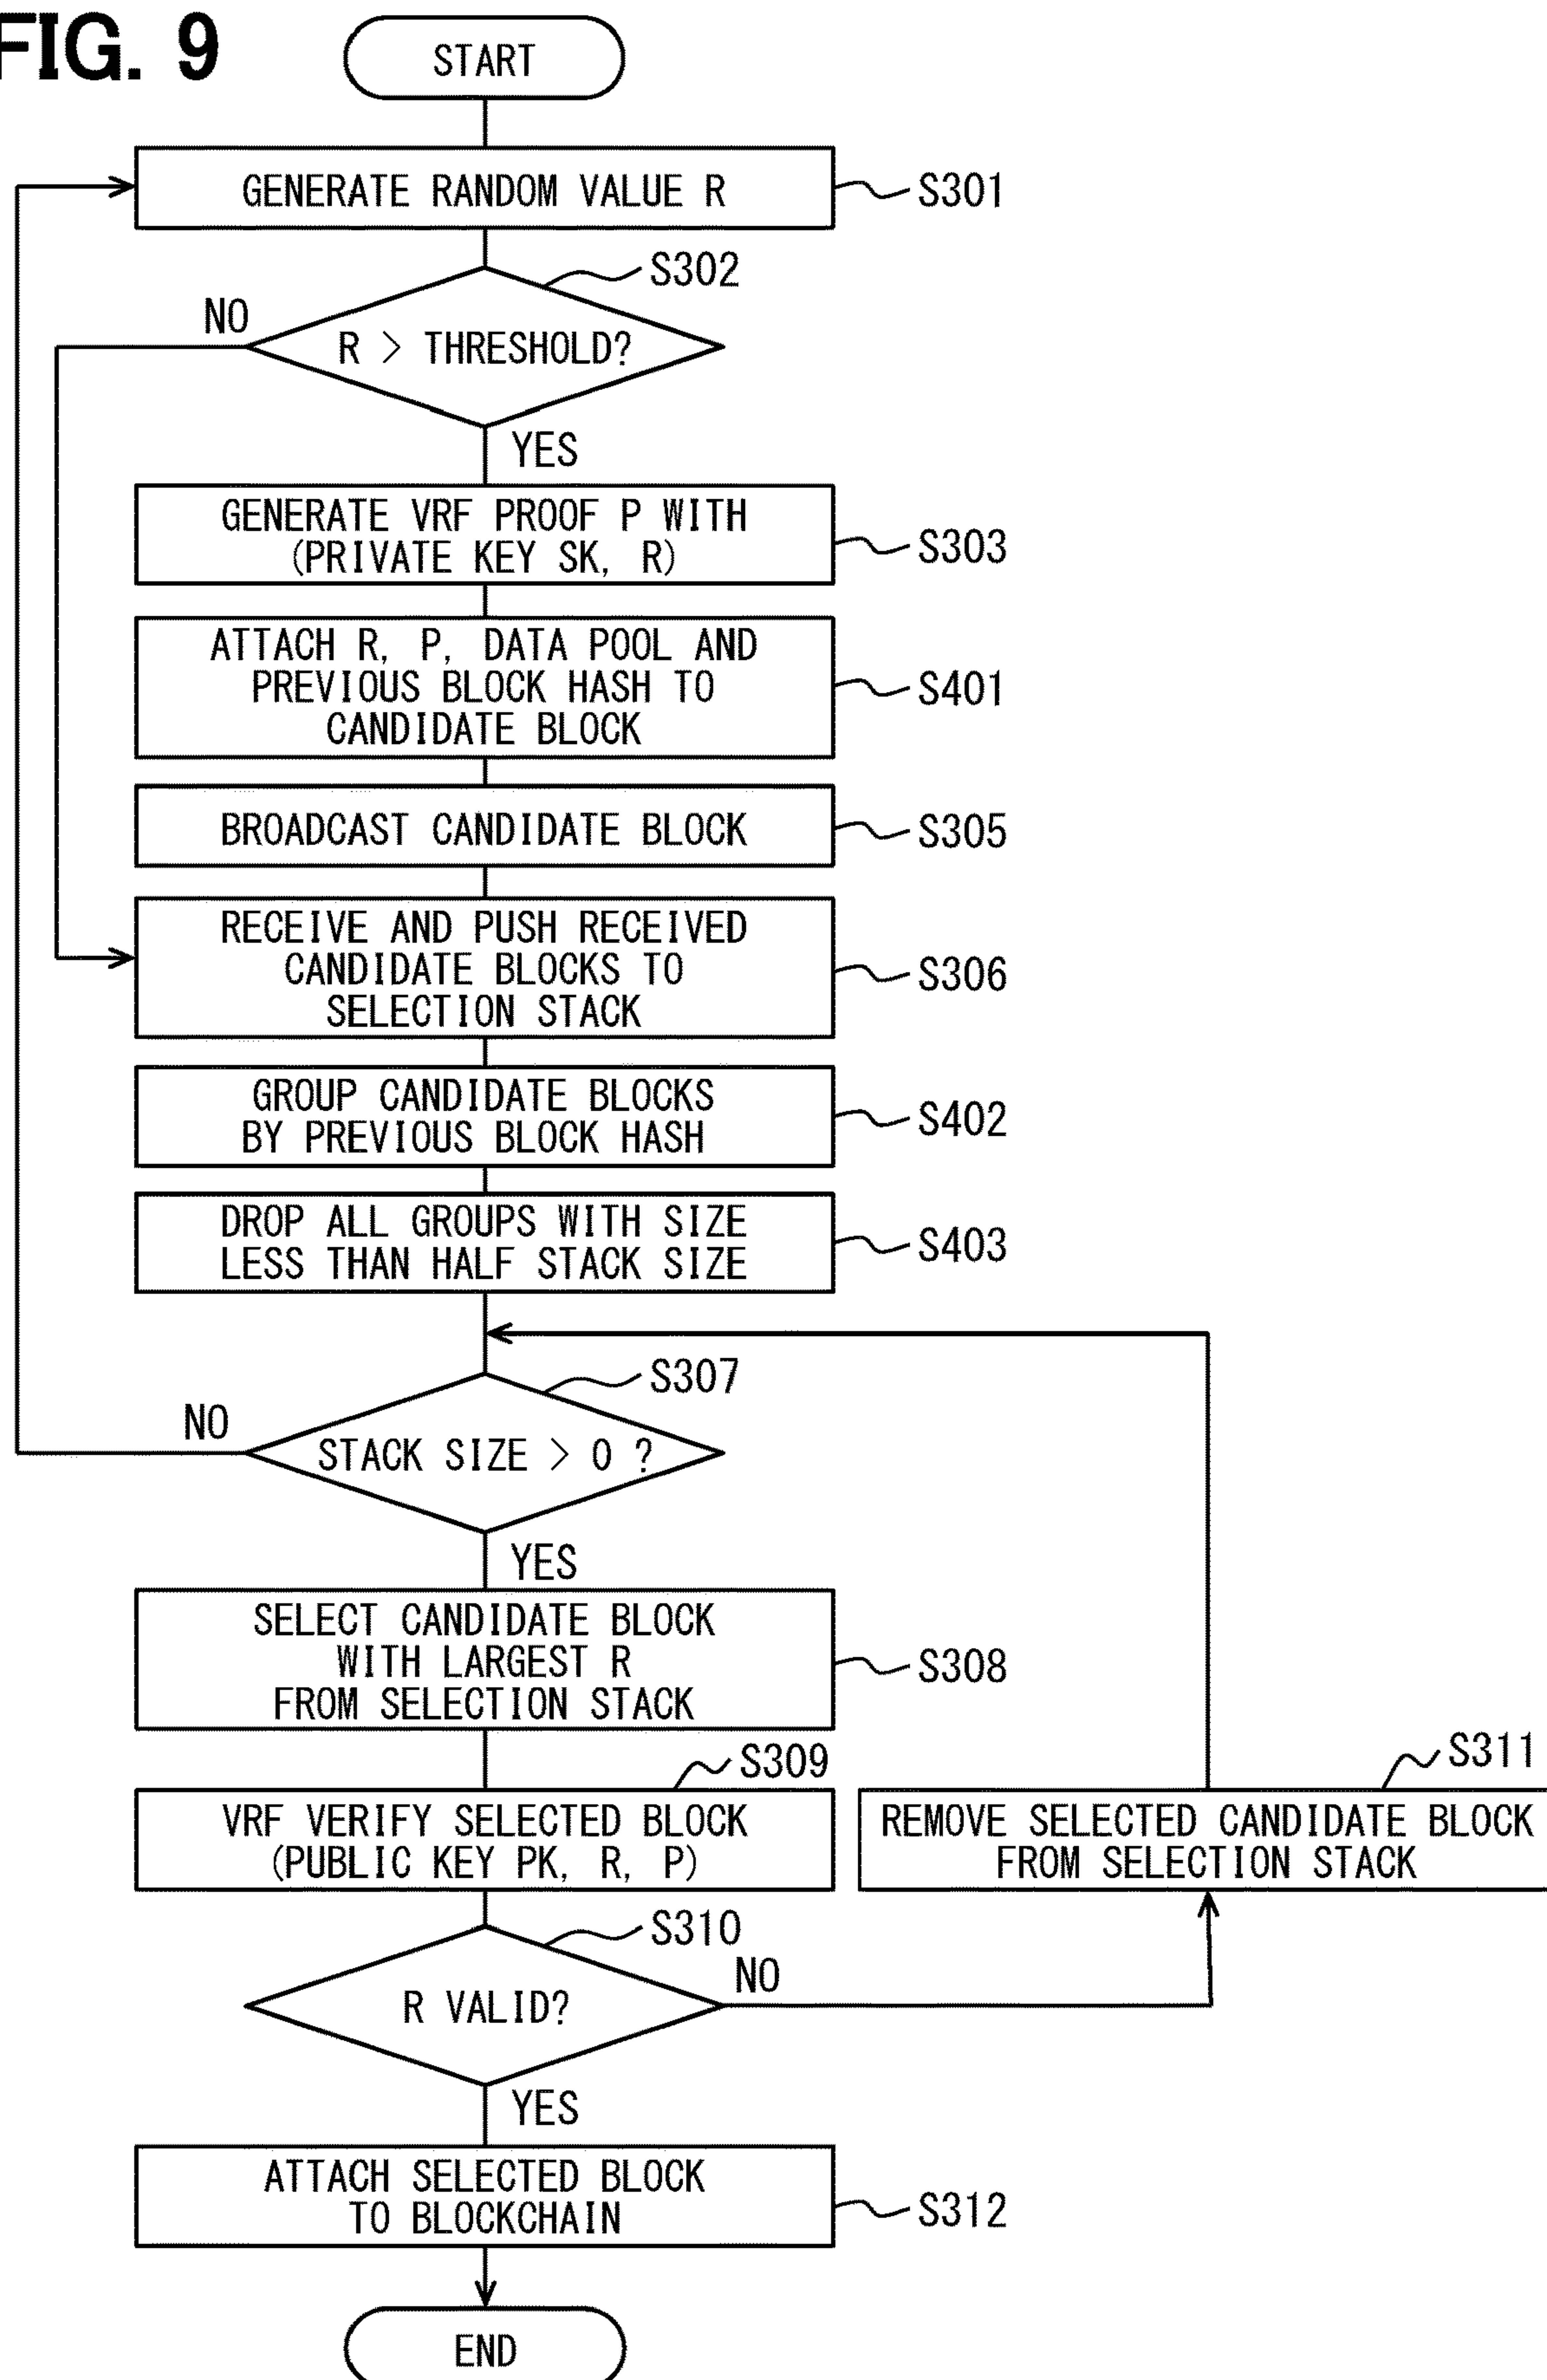 FIG. 9
START
GENERATE RANDOM VALUE R
S301
S302
NO
R > THRESHOLD?
YES
GENERATE VRF PROOF P WITH
(PRIVATE KEY SK, R)
S303
ATTACH R, P, DATA POOL AND
PREVIOUS BLOCK HASH TO
CANDIDATE BLOCK
S401
BROADCAST CANDIDATE BLOCK
S305
RECEIVE AND PUSH RECEIVED
CANDIDATE BLOCKS TO
SELECTION STACK
S306
GROUP CANDIDATE BLOCKS
BY PREVIOUS BLOCK HASH
S402
DROP ALL GROUPS WITH SIZE
LESS THAN HALF STACK SIZE
S403
S307
NO
STACK SIZE > 0 ?
YES
SELECT CANDIDATE BLOCK
WITH LARGEST R
FROM SELECTION STACK
S308
S309
VRF VERIFY SELECTED BLOCK
(PUBLIC KEY PK, R, P)
S311
REMOVE SELECTED CANDIDATE BLOCK
FROM SELECTION STACK
S310
NO
R VALID?
YES
ATTACH SELECTED BLOCK
TO BLOCKCHAIN
S312
END